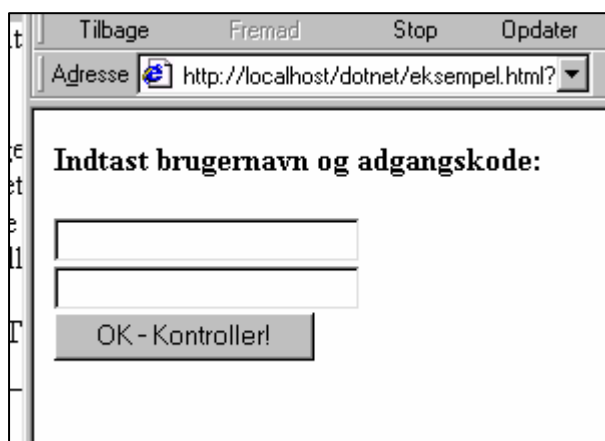 Tilbage Fremad Stop Opdater
Adresse http://localhost/dotnet/eksempel.html?
Indtast brugernavn og adgangskode:
OK - Kontroller!